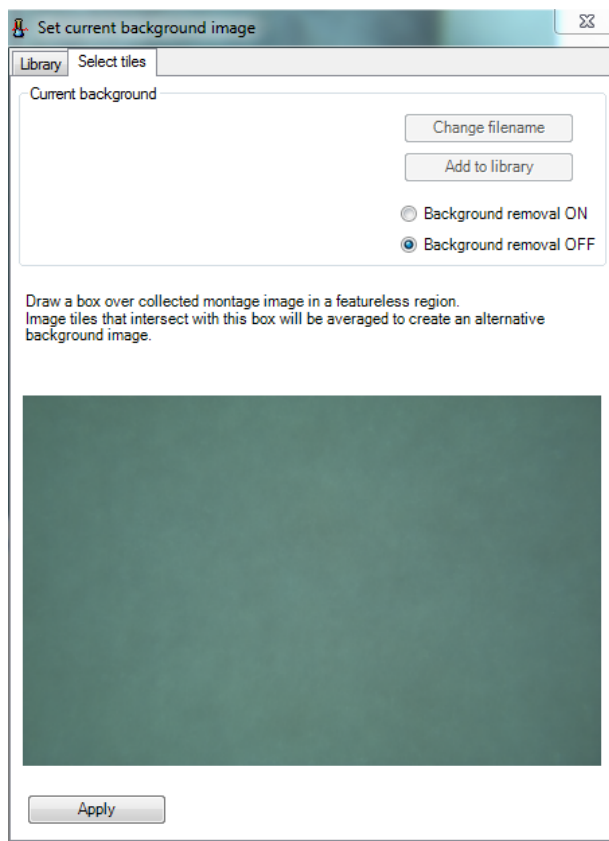 Set current background image
Library
Select tiles
Current background
Change filename
Add to library
Background removal ON
Background removal OFF
Draw a box over collected montage image in a featureless region.
Image tiles that intersect with this box will be averaged to create an alternative
background image.
Apply